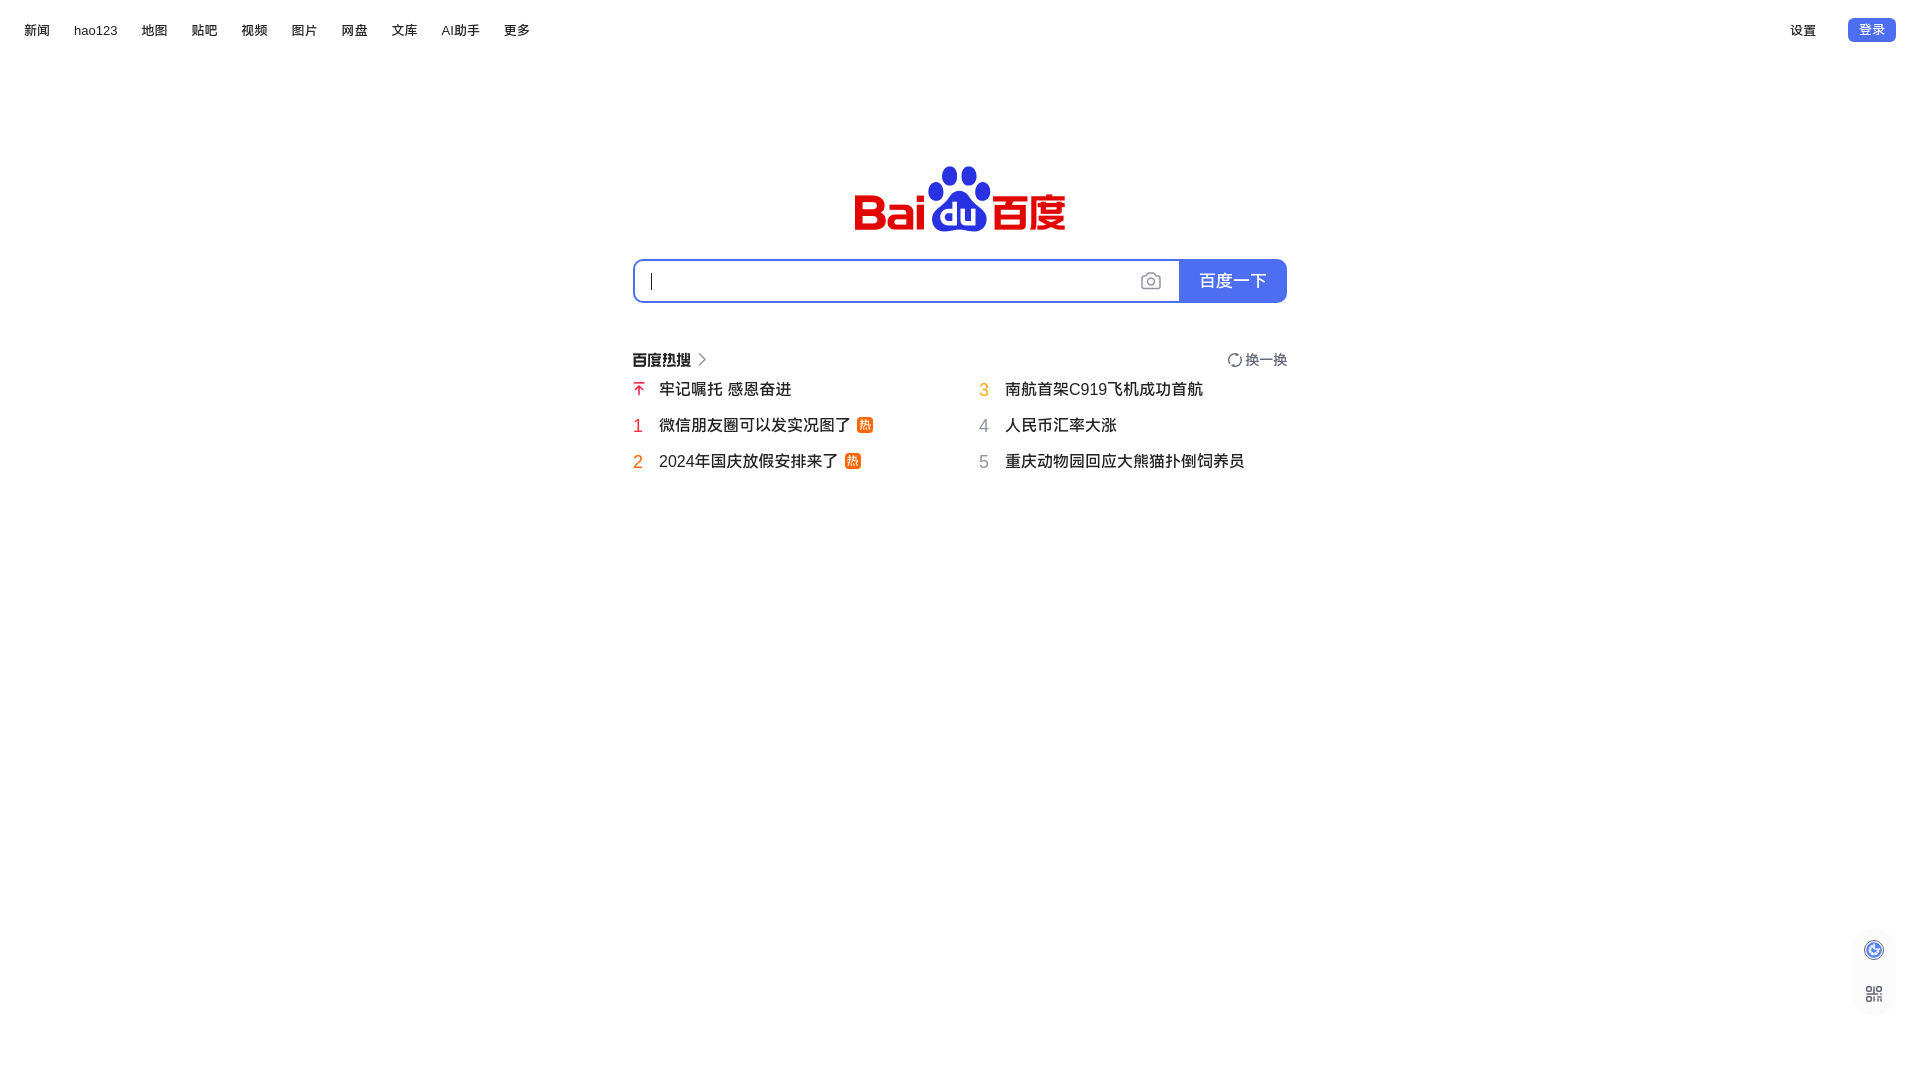 新闻 hao123 地图 贴吧 视频 图片 网盘 文库 AI助手 更多 设置 登录
Bai du 百度
百度一下
百度热搜 换一换
牢记嘱托 感恩奋进
1 微信朋友圈可以发实况图了 热
2 2024年国庆放假安排来了 热
3 南航首架C919飞机成功首航
4 人民币汇率大涨
5 重庆动物园回应大熊猫扑倒饲养员